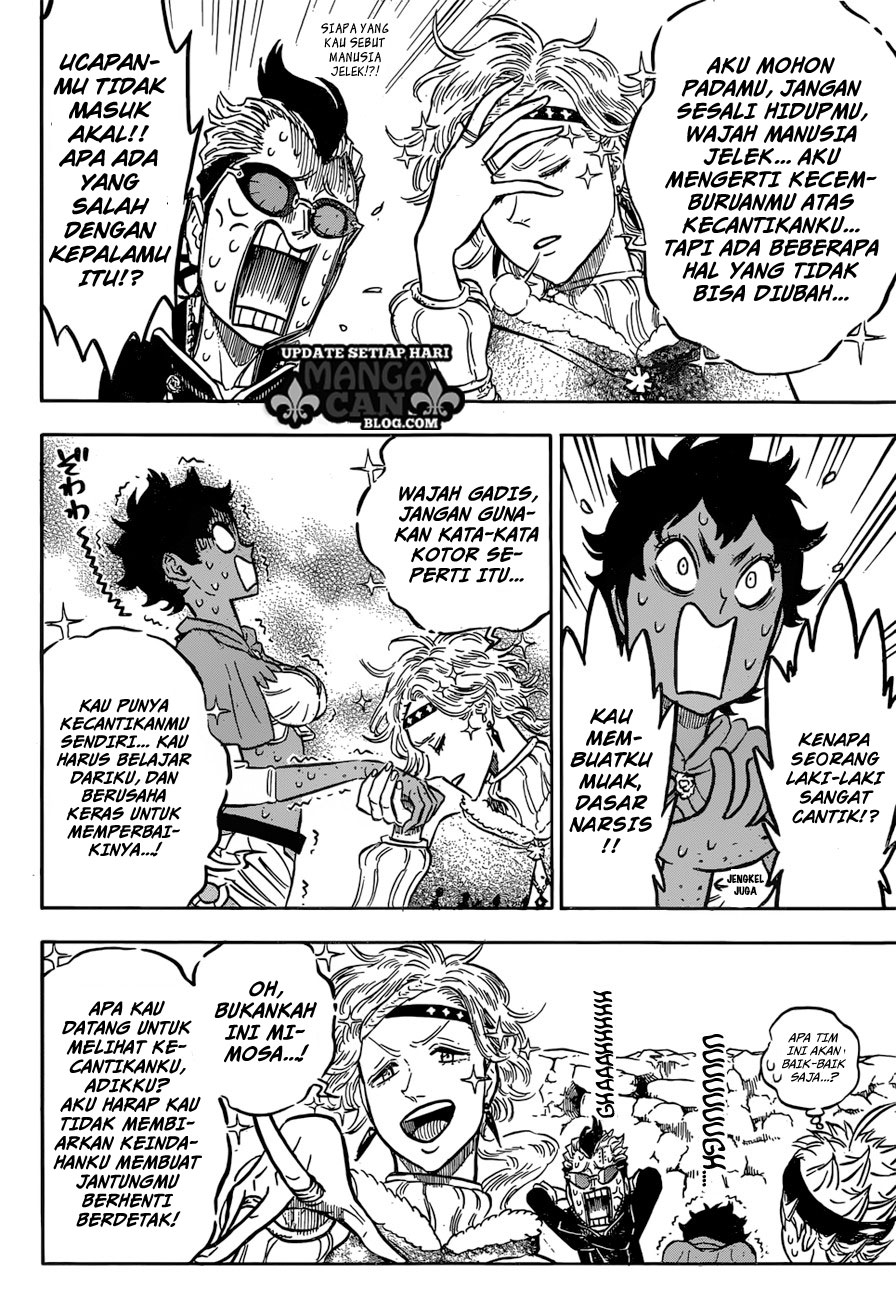 AKU MOHON
PADAMU, JANGAN
SESALI HIDUPMU,
WAJAH MANUSIA
JELEK... AKU
MENGERTI KECEM-
BURUANMU ATAS
KECANTIKANKU...
TAPI ADA BEBERAPA
HAL YANG TIDAK
BISA DIUBAH...
SIAPA YANG
KAU SEBUT
MANUSIA
JELEK!?!
UCAPAN-
MU TIDAK
MASUK
AKAL!!
APA ADA
YANG
SALAH
DENGAN
KEPALAMU
ITU!?
UPDATE SETIAP HARI
MANGA
CAN
BLOG.COM
KENAPA
SEORANG
LAKI-LAKI
SANGAT
CANTIK!?
KAU
MEM-
BUATKU
MUAK,
DASAR
NARSIS
!!
JENGKEL
JUGA
WAJAH GADIS,
JANGAN GUNA-
KAN KATA-KATA
KOTOR SE-
PERTI ITU...
KAU PUNYA
KECANTIKANMU
SENDIRI... KAU
HARUS BELAJAR
DARIKU, DAN
BERUSAHA
KERAS UNTUK
MEMPERBAI-
KINYA...!
APA TIM
INI AKAN
BAIK-BAIK
SAJA...?
OH,
BUKANKAH
INI MI-
MOSA...!
APA KAU
DATANG UNTUK
MELIHAT KE-
CANTIKANKU,
ADIKKU?
AKU HARAP KAU
TIDAK MEMBI-
ARKAN KEINDA-
HANKU MEMBUAT
JANTUNGMU
BERHENTI
BERDETAK!